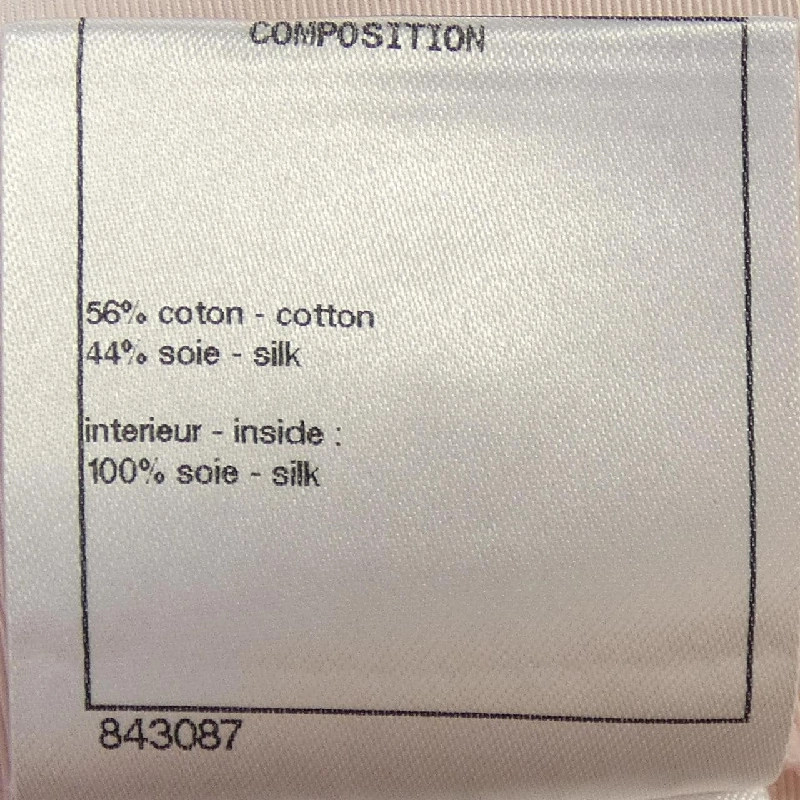 COMPOSITION
56% coton - cotton
44% soie - silk
interieur - inside :
100% soie - silk
843087